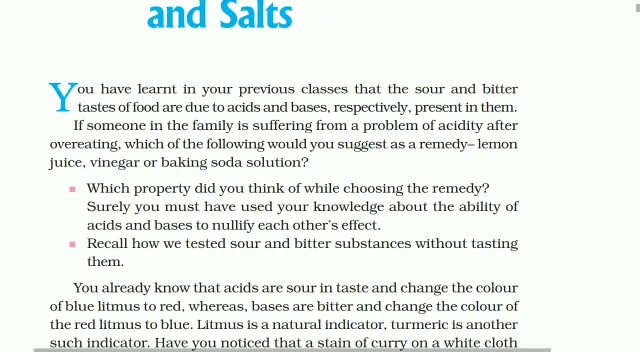 and Salts
You have learnt in your previous classes that the sour and bitter
tastes of food are due to acids and bases, respectively, present in them.
If someone in the family is suffering from a problem of acidity after
overeating, which of the following would you suggest as a remedy– lemon
juice, vinegar or baking soda solution?
■ Which property did you think of while choosing the remedy?
Surely you must have used your knowledge about the ability of
acids and bases to nullify each other's effect.
■ Recall how we tested sour and bitter substances without tasting
them.
You already know that acids are sour in taste and change the colour
of blue litmus to red, whereas, bases are bitter and change the colour of
the red litmus to blue. Litmus is a natural indicator, turmeric is another
such indicator. Have you noticed that a stain of curry on a white cloth